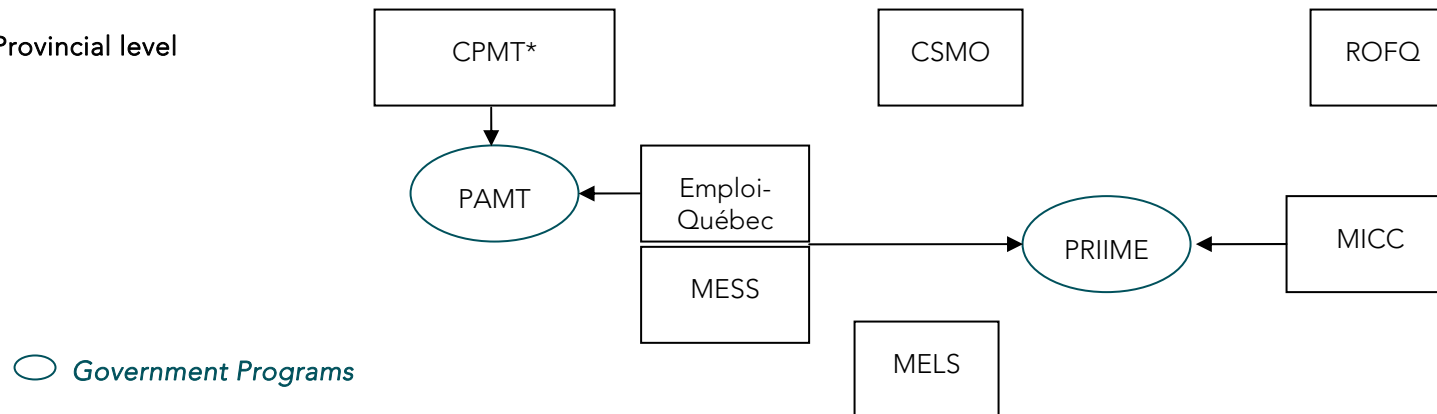 Provincial level
CPMT*
CSMO
ROFQ
PAMT
Emploi-
Québec
PRIIME
MICC
MESS
MELS
Government Programs